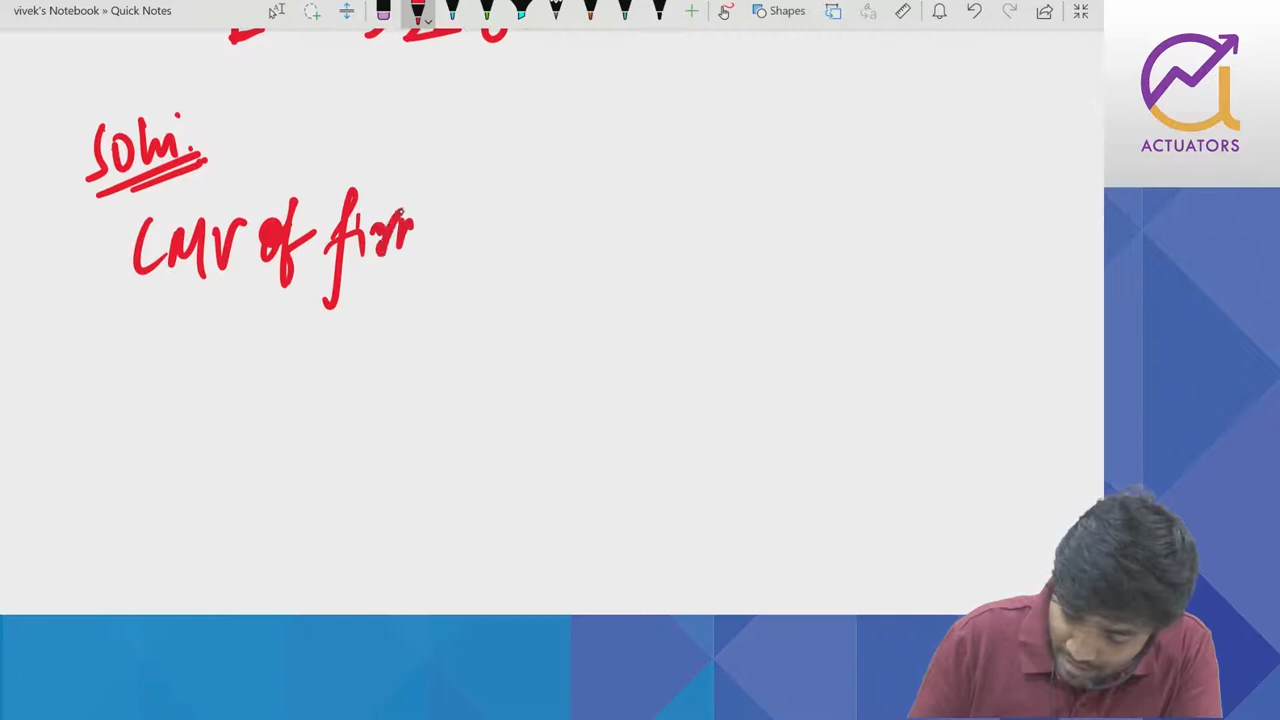 vivek's Notebook » Quick Notes
Shapes
ACTUATORS
Soln.
CMV of firm